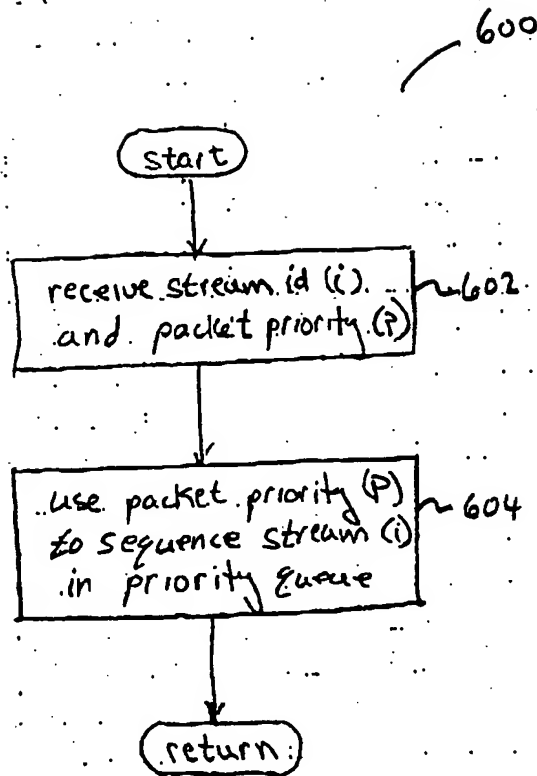 600
start
receive stream id (i)
and packet priority (P)
602
use packet priority (P)
to sequence stream (i)
in priority queue
604
return